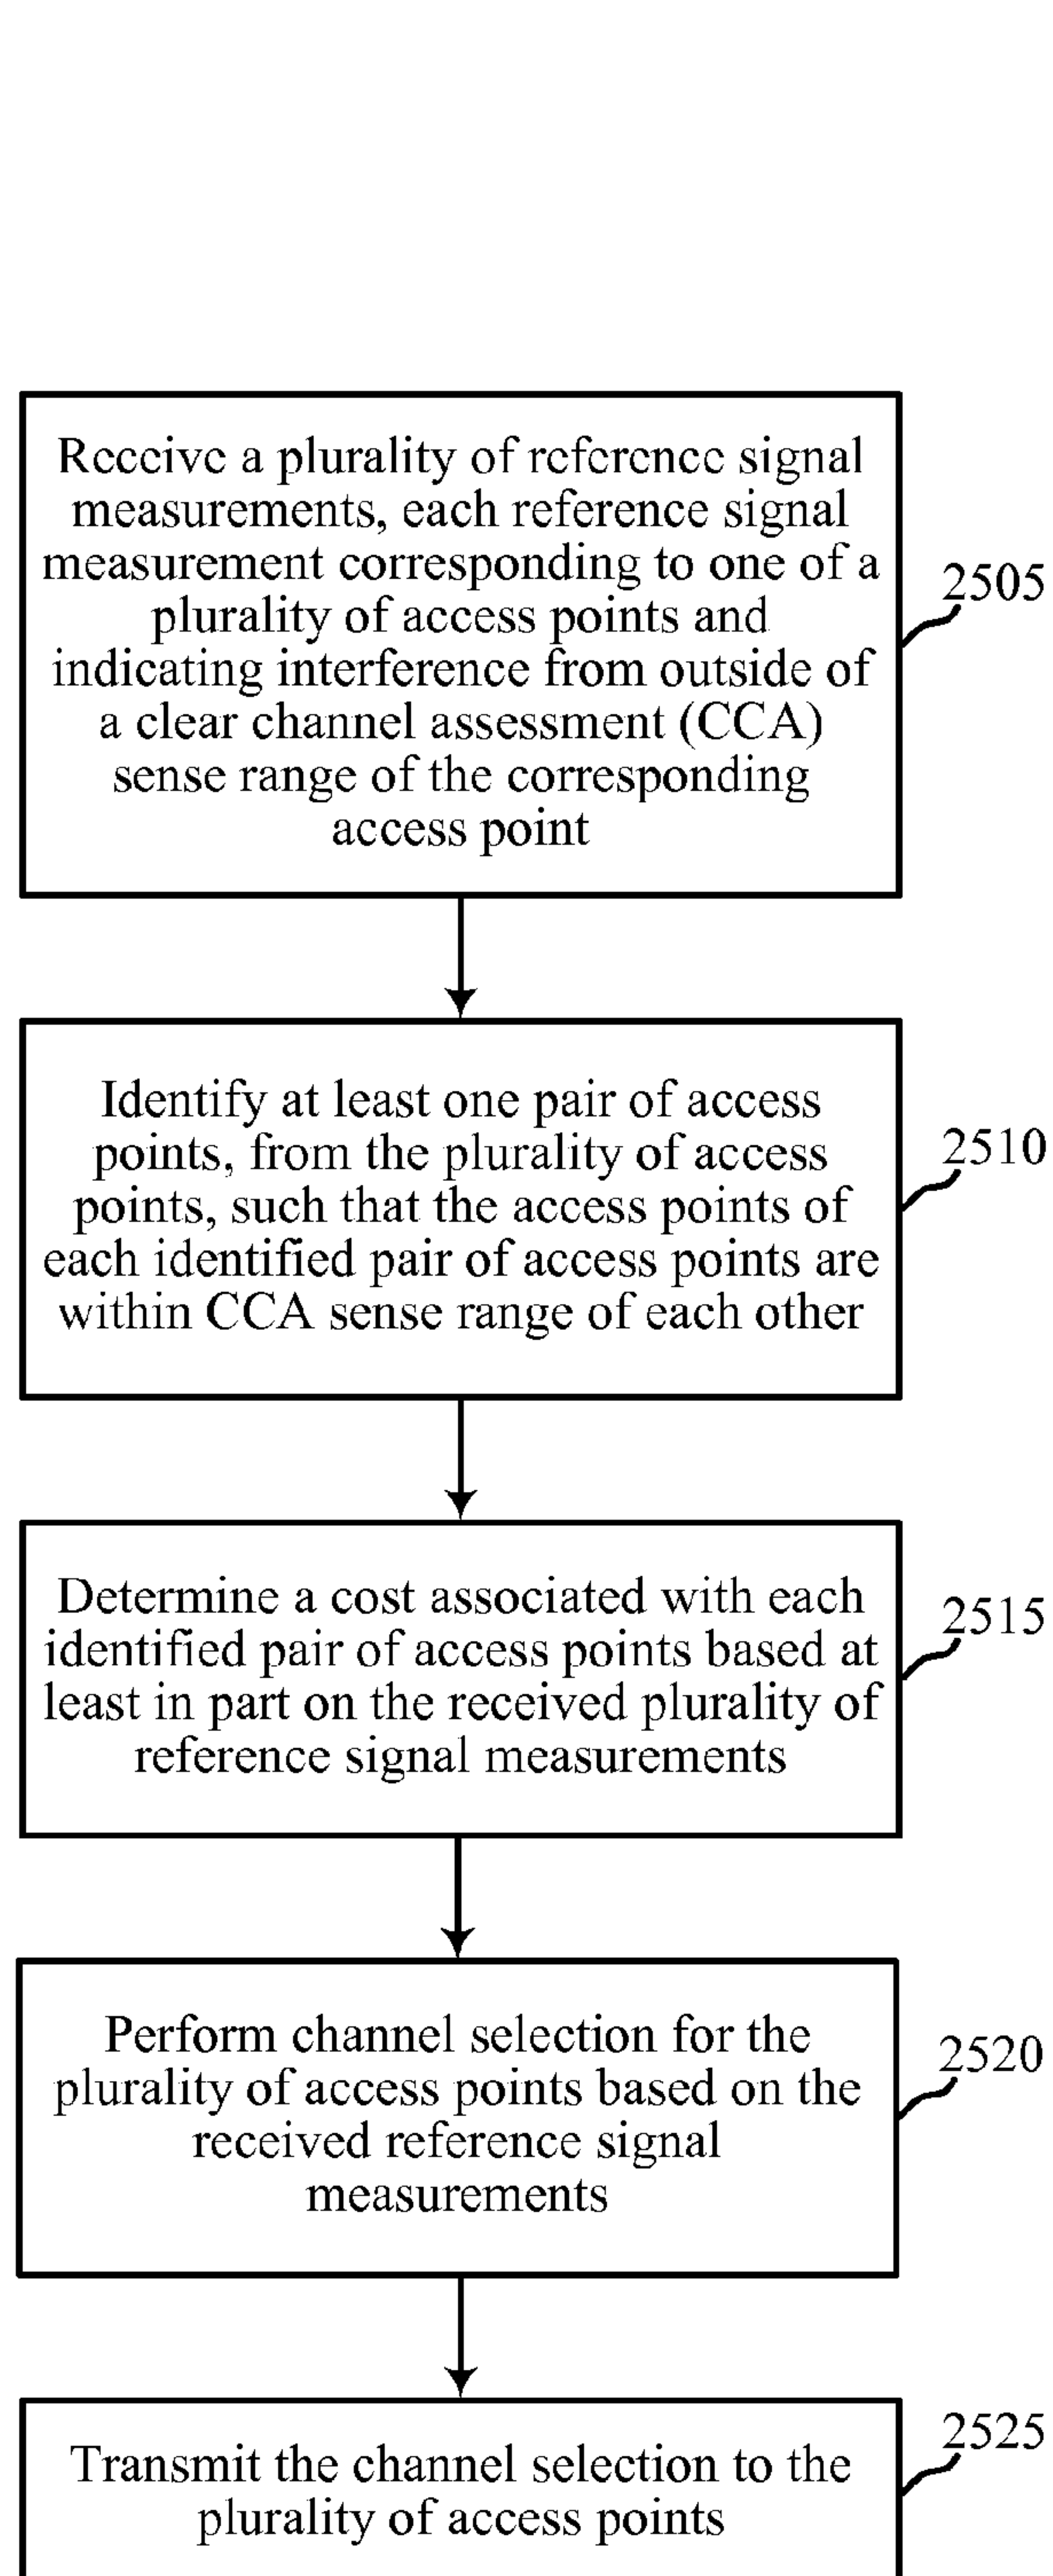 Receive a plurality of reference signal
measurements, each reference signal
measurement corresponding to one of a
plurality of access points and
indicating interference from outside of
a clear channel assessment (CCA)
sense range of the corresponding
access point
2505
Identify at least one pair of access
points, from the plurality of access
points, such that the access points of
each identified pair of access points are
within CCA sense range of each other
2510
Determine a cost associated with each
identified pair of access points based at
least in part on the received plurality of
reference signal measurements
2515
Perform channel selection for the
plurality of access points based on the
received reference signal
measurements
2520
Transmit the channel selection to the
plurality of access points
2525